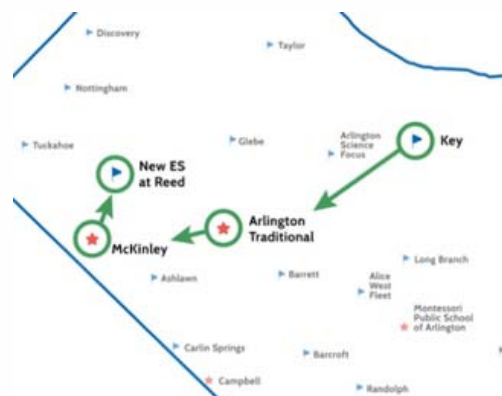 Discovery
Taylor
Nottingham
Tuckahoe
Glebe
Arlington
Science
Focus
Key
New ES
at Reed
Arlington
Traditional
McKinley
Ashlawn
Barrett
Long Branch
Alice
West
Fleet
Montessori
Public School
of Arlington
Carlin Springs
Barcroft
Campbell
Randolph